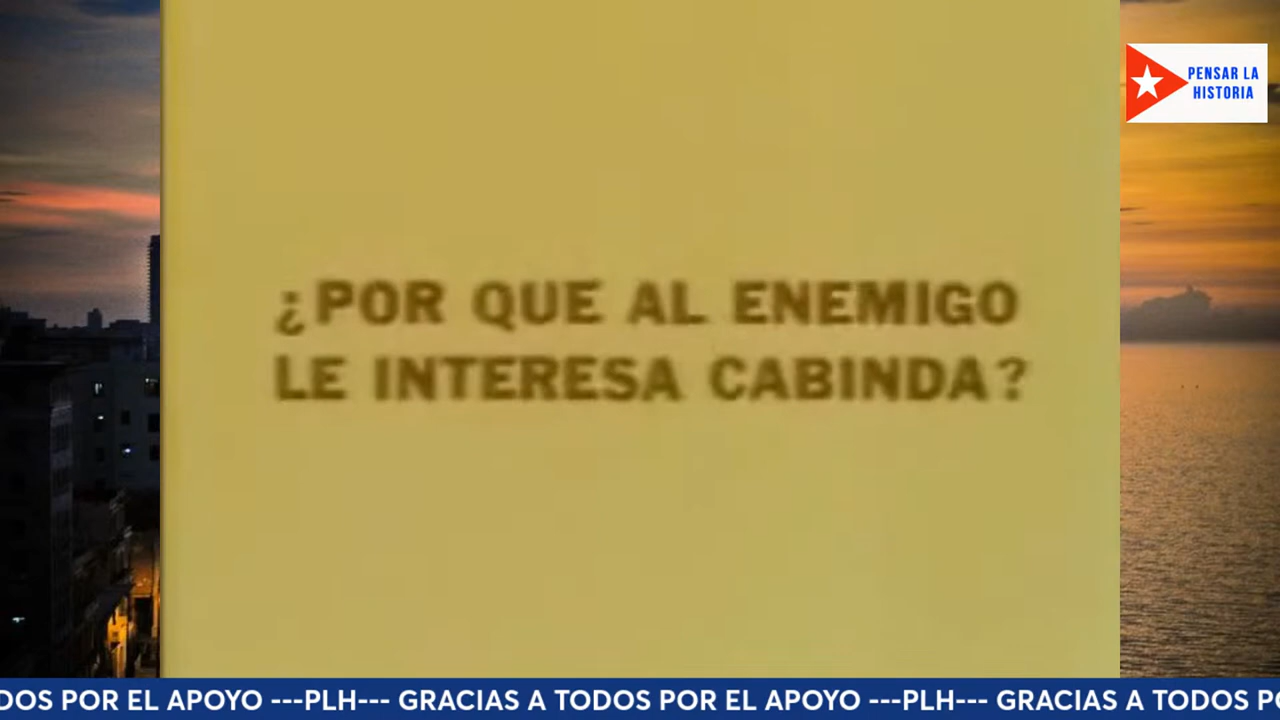 PENSAR LA
HISTORIA
¿POR QUE AL ENEMIGO
LE INTERESA CABINDA?
DOS POR EL APOYO ---PLH--- GRACIAS A TODOS POR EL APOYO ---PLH--- GRACIAS A TODOS PO